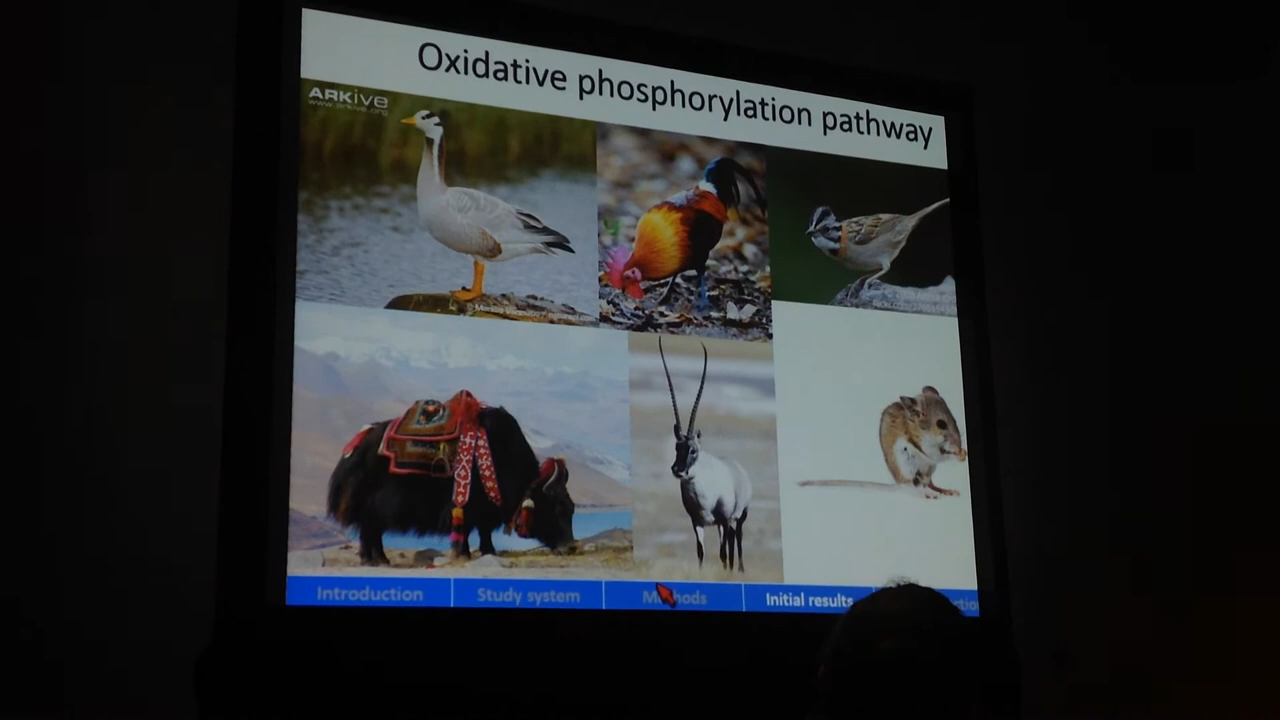 Oxidative phosphorylation pathway
ARKive
www.arkive.org
Introduction
Study system
Initial results